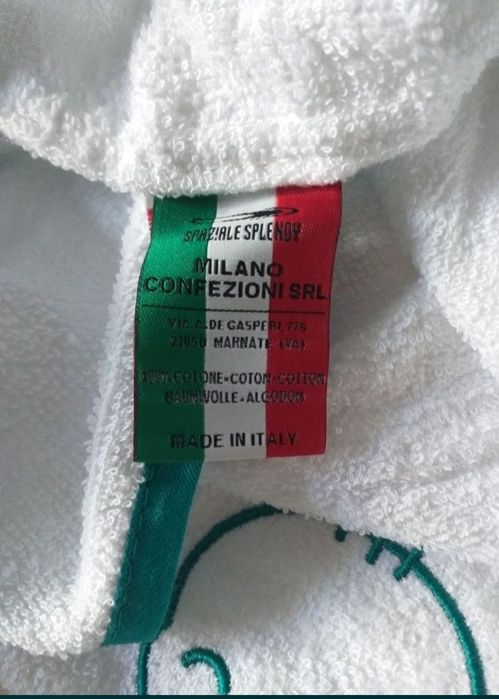 SPAZIALE SPLENDY
MILANO
CONFEZIONI SRL
VIA A. DE GASPERI, 775
21050 MARNATE (VA)
100% COTONE-COTON-COTTON
BAUMWOLLE-ALGODON
MADE IN ITALY